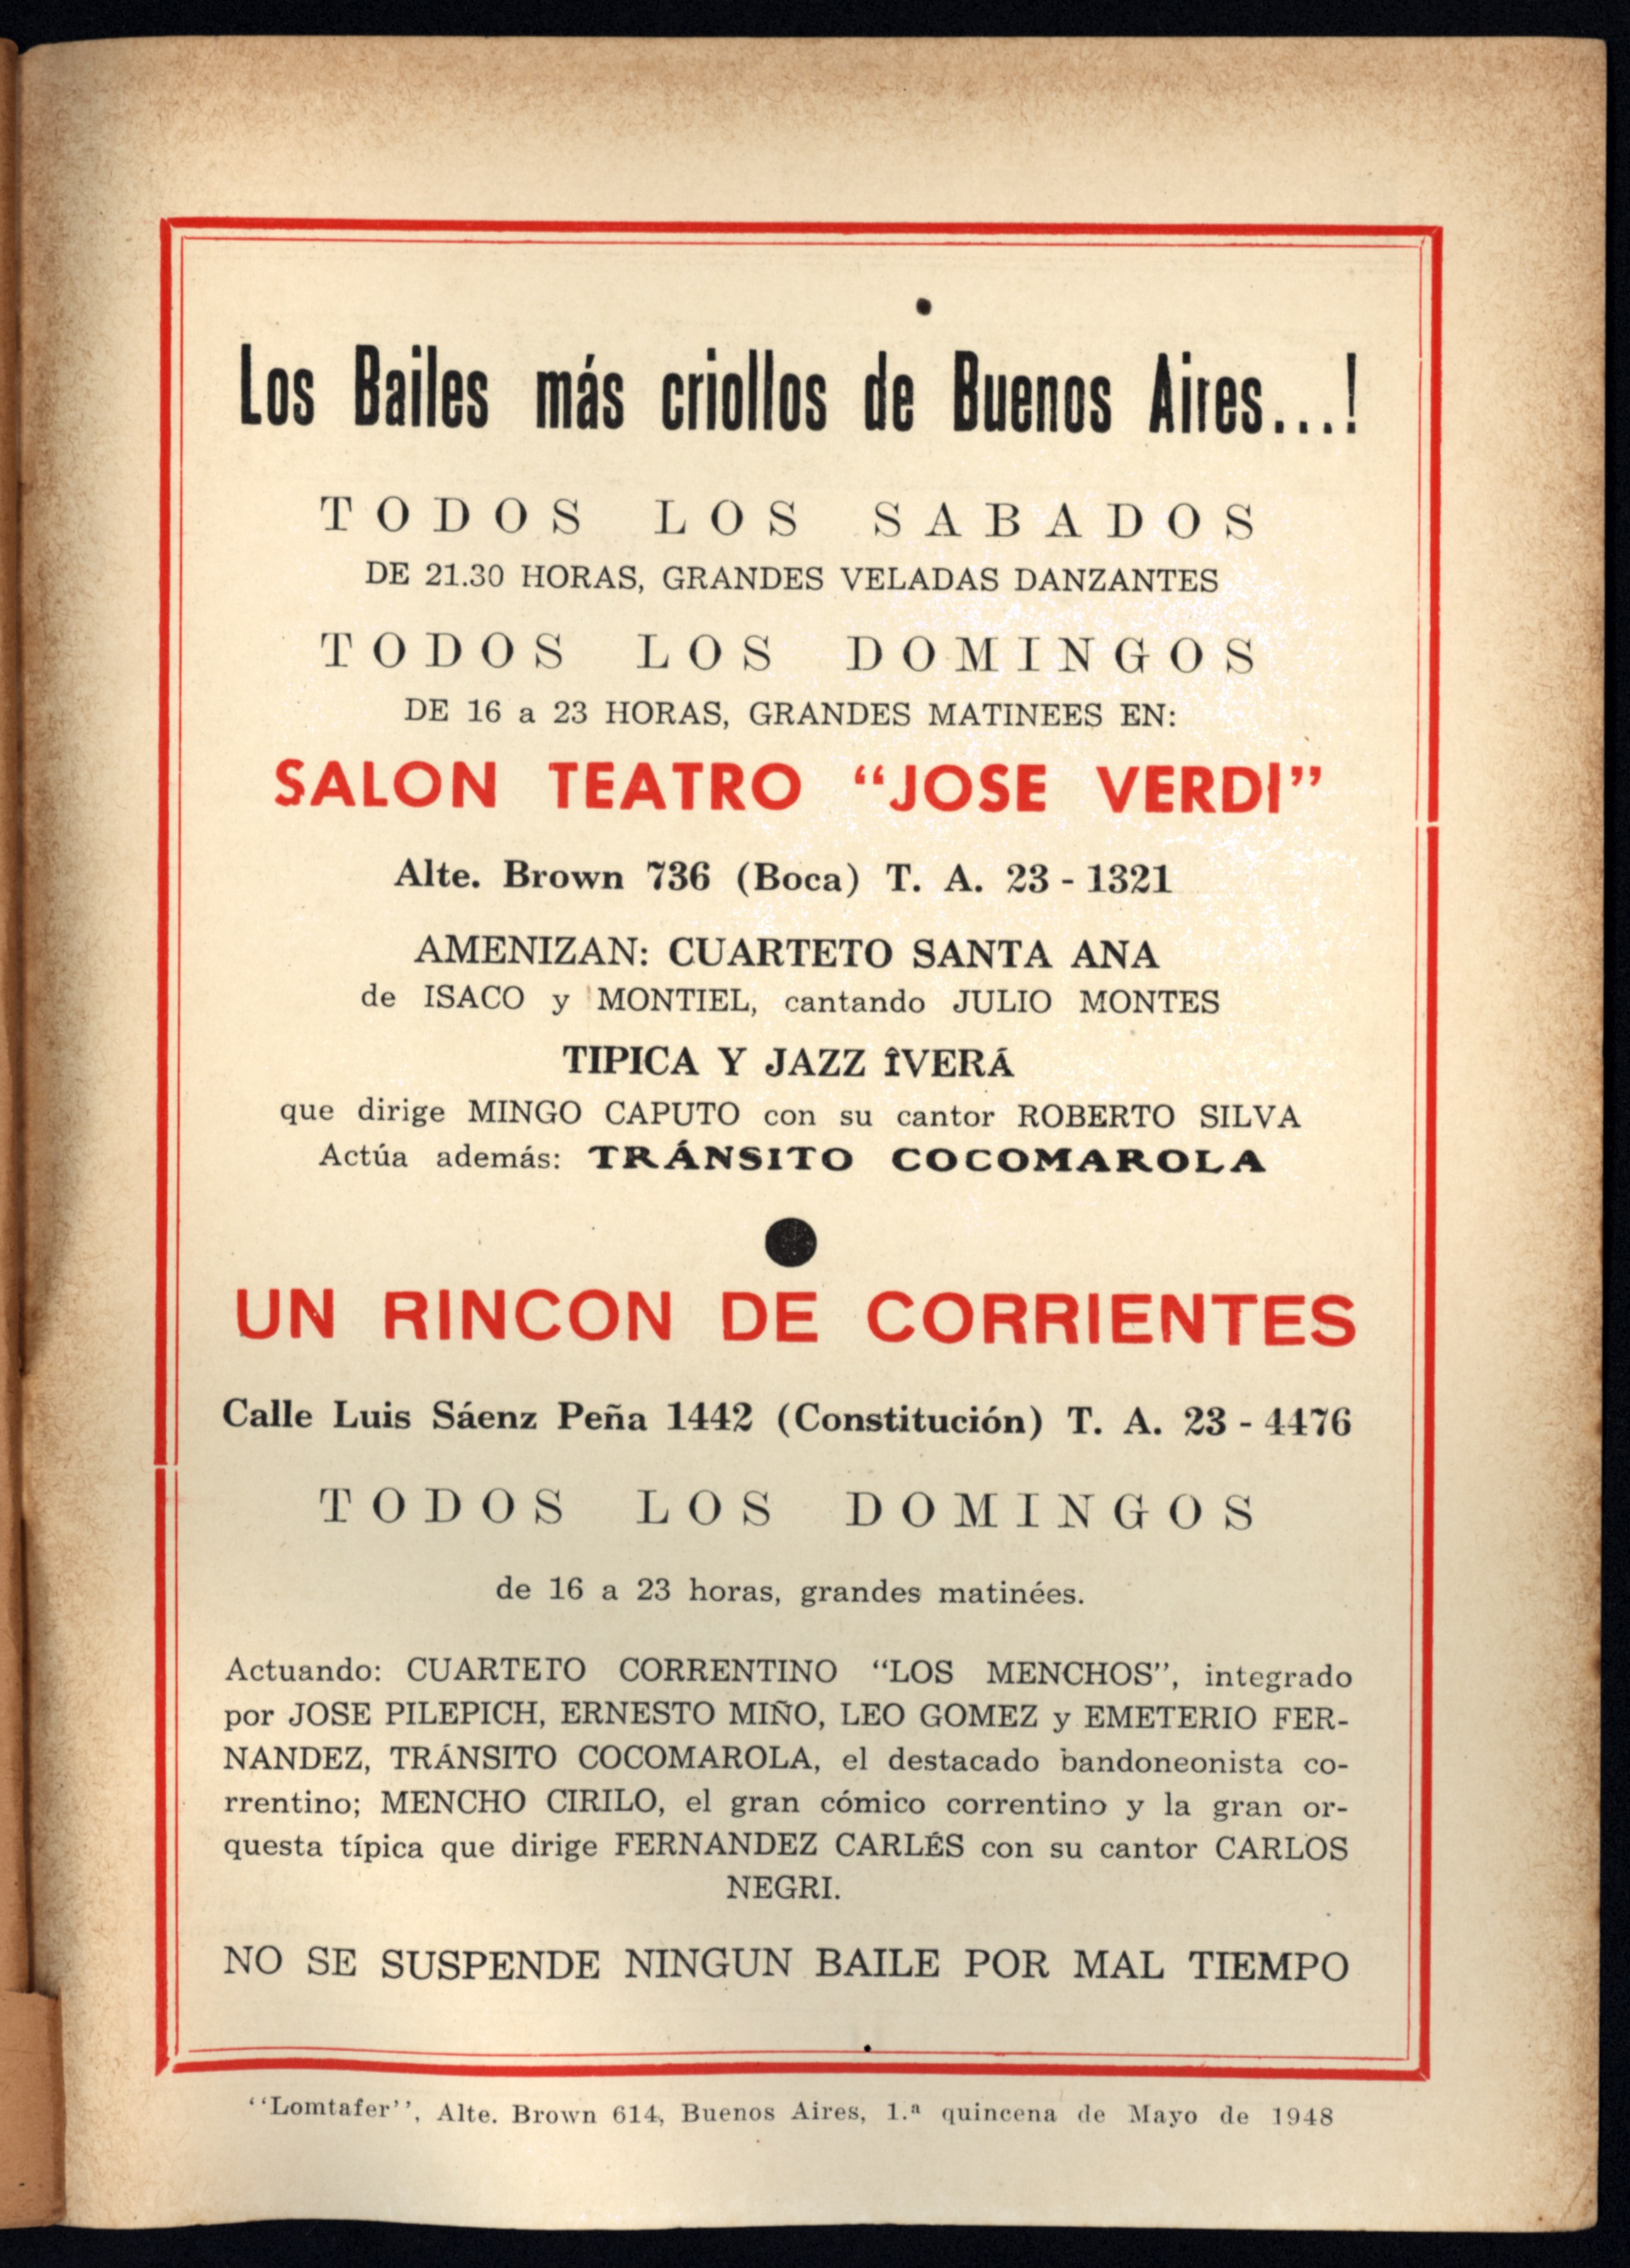 Los Bailes más criollos de Buenos Aires...!
TODOS LOS SABADOS
DE 21.30 HORAS, GRANDES VELADAS DANZANTES
TODOS LOS DOMINGOS
DE 16 a 23 HORAS, GRANDES MATINEES EN:
SALON TEATRO “JOSE VERDI”
Alte. Brown 736 (Boca) T. A. 23 - 1321
AMENIZAN: CUARTETO SANTA ANA
de ISACO y MONTIEL, cantando JULIO MONTES
TIPICA Y JAZZ ÎVERÁ
que dirige MINGO CAPUTO con su cantor ROBERTO SILVA
Actúa además: TRÁNSITO COCOMAROLA
UN RINCON DE CORRIENTES
Calle Luis Sáenz Peña 1442 (Constitución) T. A. 23 - 4476
TODOS LOS DOMINGOS
de 16 a 23 horas, grandes matinées.
Actuando: CUARTETO CORRENTINO “LOS MENCHOS”, integrado
por JOSE PILEPICH, ERNESTO MIÑO, LEO GOMEZ y EMETERIO FER-
NANDEZ, TRÁNSITO COCOMAROLA, el destacado bandoneonista co-
rrentino; MENCHO CIRILO, el gran cómico correntino y la gran or-
questa típica que dirige FERNANDEZ CARLÉS con su cantor CARLOS
NEGRI.
NO SE SUSPENDE NINGUN BAILE POR MAL TIEMPO
‘‘Lomtafer’’, Alte. Brown 614, Buenos Aires, 1.ª quincena de Mayo de 1948